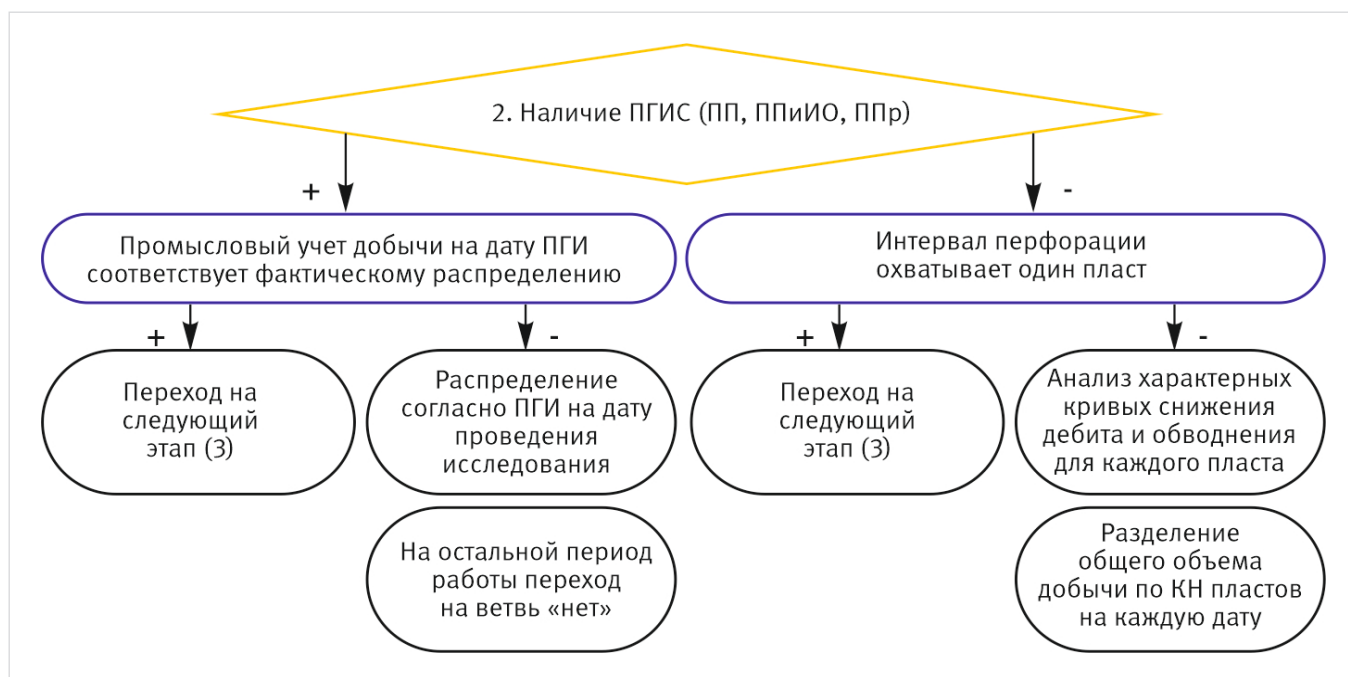 2. Наличие ПГИС (ПП, ППиИО, ППр)
+
-
Промысловый учет добычи на дату ПГИ
соответствует фактическому распределению
Интервал перфорации
охватывает один пласт
+
-
+
-
Переход на
следующий
этап (3)
Распределение
согласно ПГИ на дату
проведения
исследования
Переход на
следующий
этап (3)
Анализ характерных
кривых снижения
дебита и обводнения
для каждого пласта
На остальной период
работы переход
на ветвь «нет»
Разделение
общего объема
добычи по КН пластов
на каждую дату